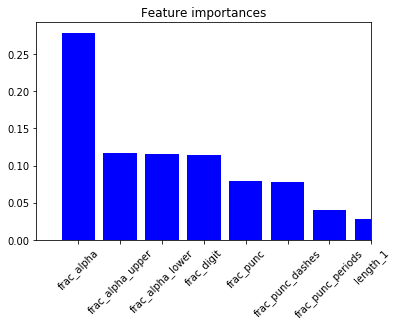 Feature importances
0.25
0.20
0.15
0.10
0.05
0.00
frac_alpha
frac_alpha_upper
frac_alpha_lower
frac_digit
frac_punc
frac_punc_dashes
frac_punc_periods
length_1